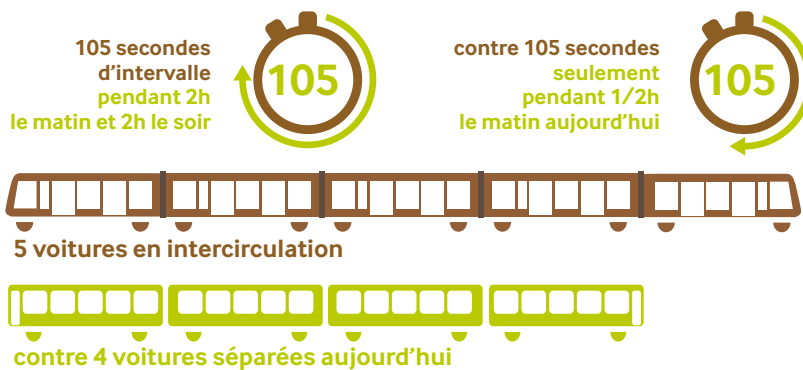 105 secondes
d'intervalle
pendant 2h
le matin et 2h le soir
105
contre 105 secondes
seulement
pendant 1/2h
le matin aujourd'hui
105
5 voitures en intercirculation
contre 4 voitures séparées aujourd'hui